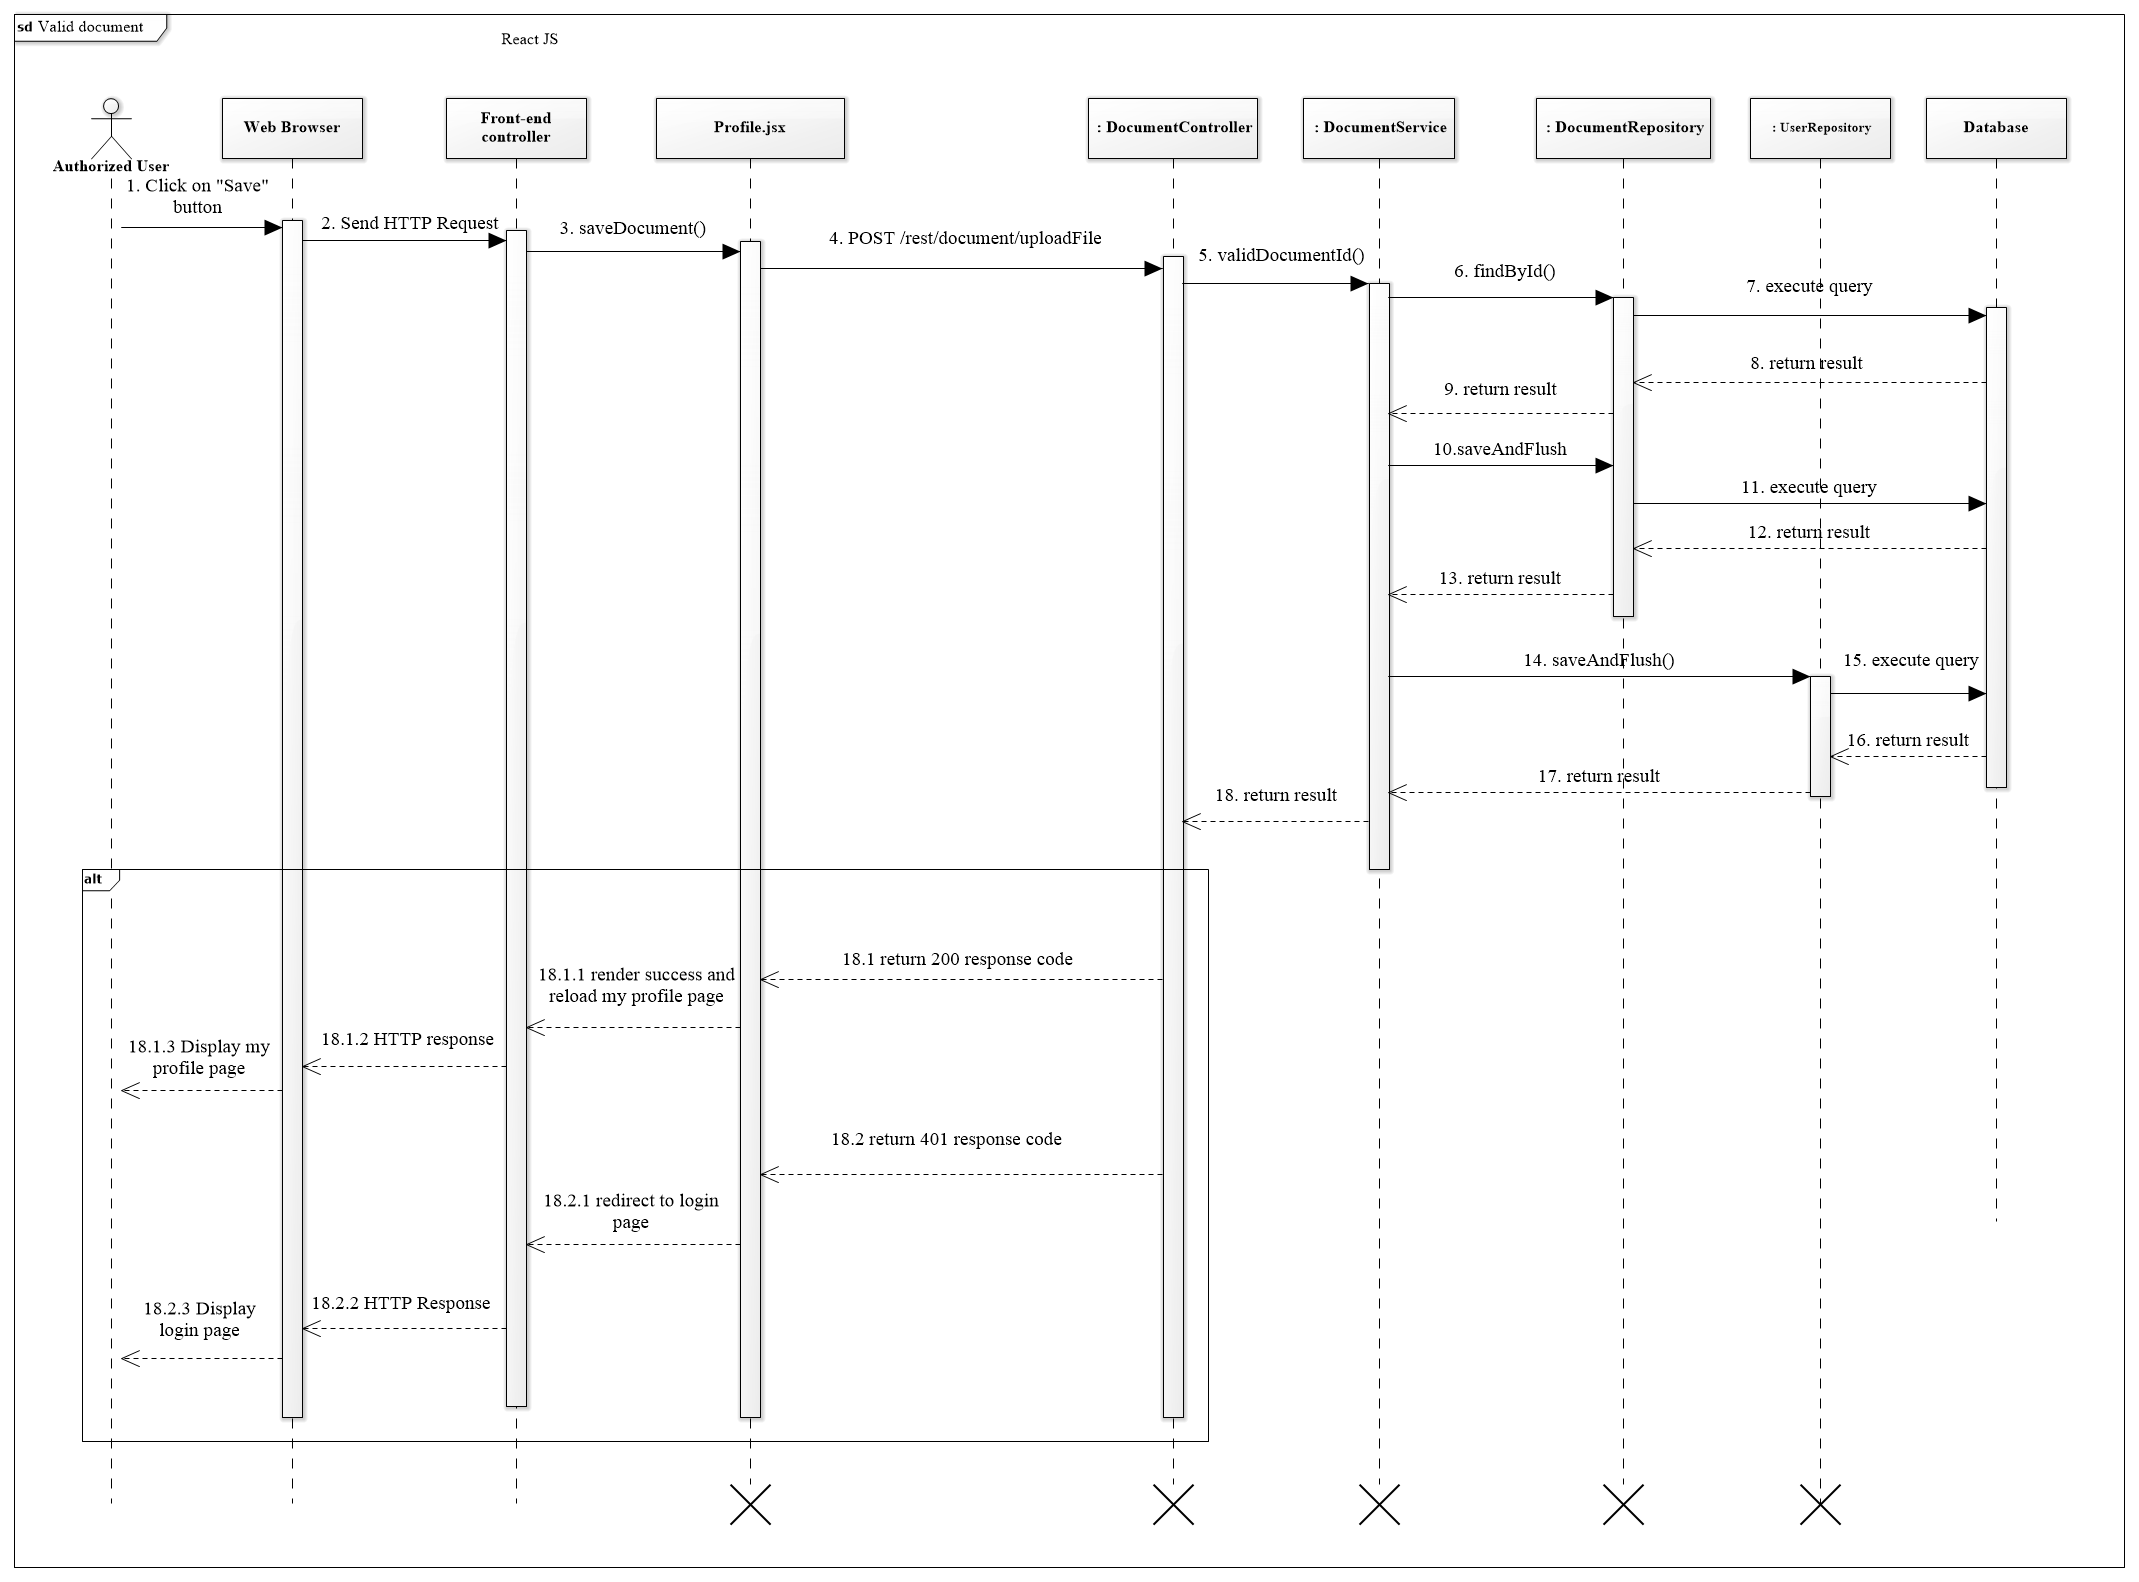 sd Valid document
React JS
Authorized User
Web Browser
Front-end
controller
Profile.jsx
: DocumentController
: DocumentService
: DocumentRepository
: UserRepository
Database
1. Click on "Save"
button
2. Send HTTP Request
3. saveDocument()
4. POST /rest/document/uploadFile
5. validDocumentId()
6. findById()
7. execute query
8. return result
9. return result
10.saveAndFlush
11. execute query
12. return result
13. return result
14. saveAndFlush()
15. execute query
16. return result
17. return result
18. return result
alt
18.1 return 200 response code
18.1.1 render success and
reload my profile page
18.1.2 HTTP response
18.1.3 Display my
profile page
18.2 return 401 response code
18.2.1 redirect to login
page
18.2.2 HTTP Response
18.2.3 Display
login page